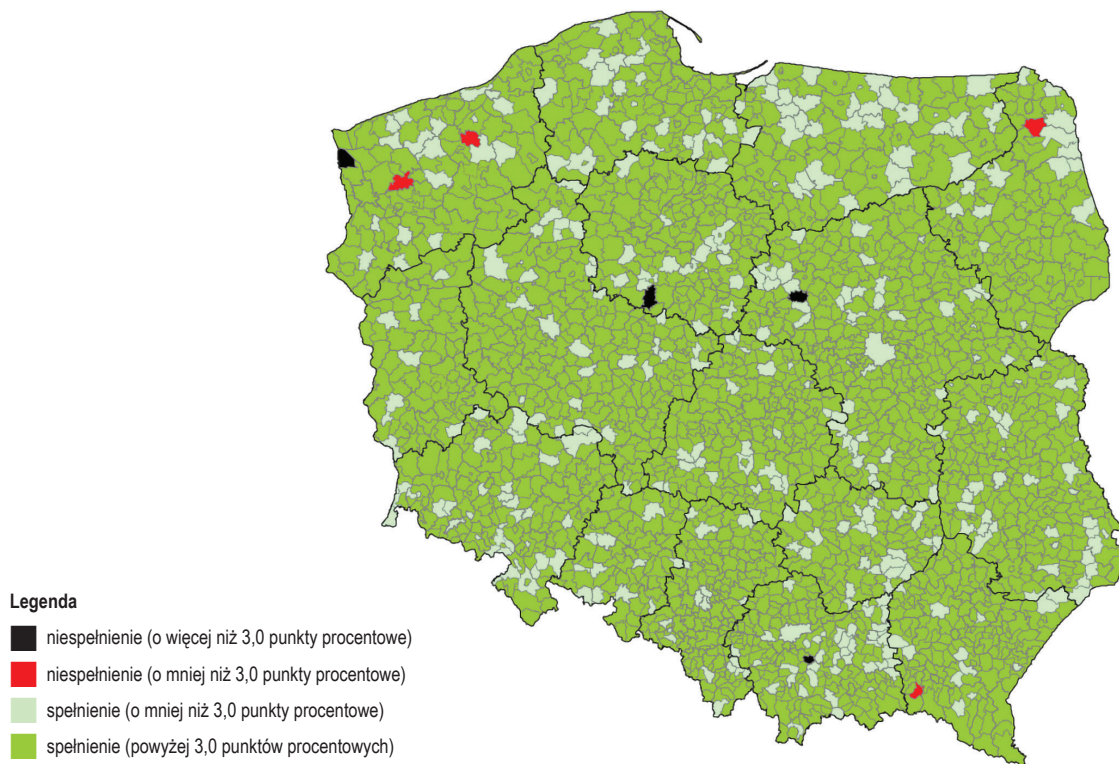 Legenda
niespełnienie (o więcej niż 3,0 punkty procentowe)
niespełnienie (o mniej niż 3,0 punkty procentowe)
spełnienie (o mniej niż 3,0 punkty procentowe)
spełnienie (powyżej 3,0 punktów procentowych)